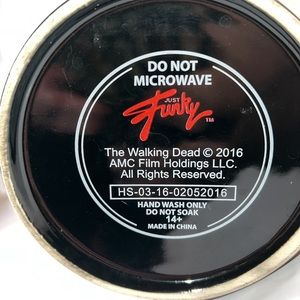 DO NOT
MICROWAVE
JUST
Funky
TM
The Walking Dead © 2016
AMC Film Holdings LLC.
All Rights Reserved.
HS-03-16-02052016
HAND WASH ONLY
DO NOT SOAK
14+
MADE IN CHINA